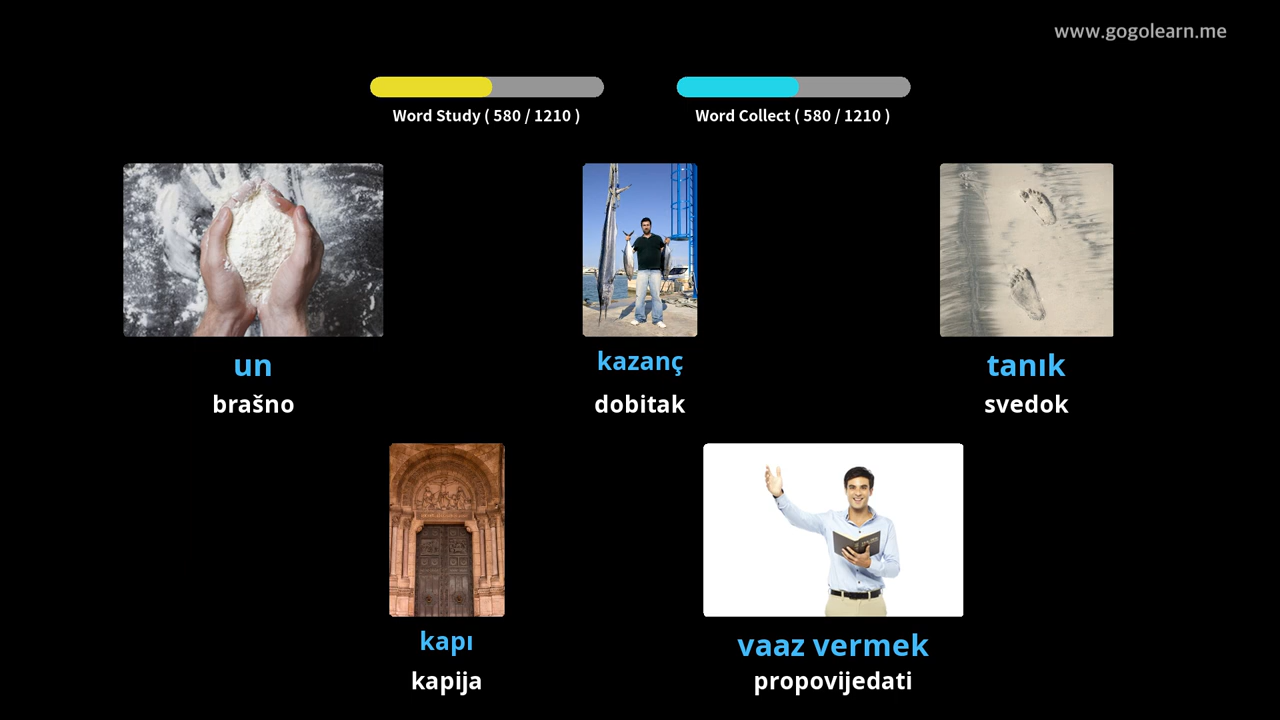 www.gogolearn.me
Word Study ( 580 / 1210 )
Word Collect ( 580 / 1210 )
un
kazanç
tanık
brašno
dobitak
svedok
kapı
vaaz vermek
kapija
propovijedati